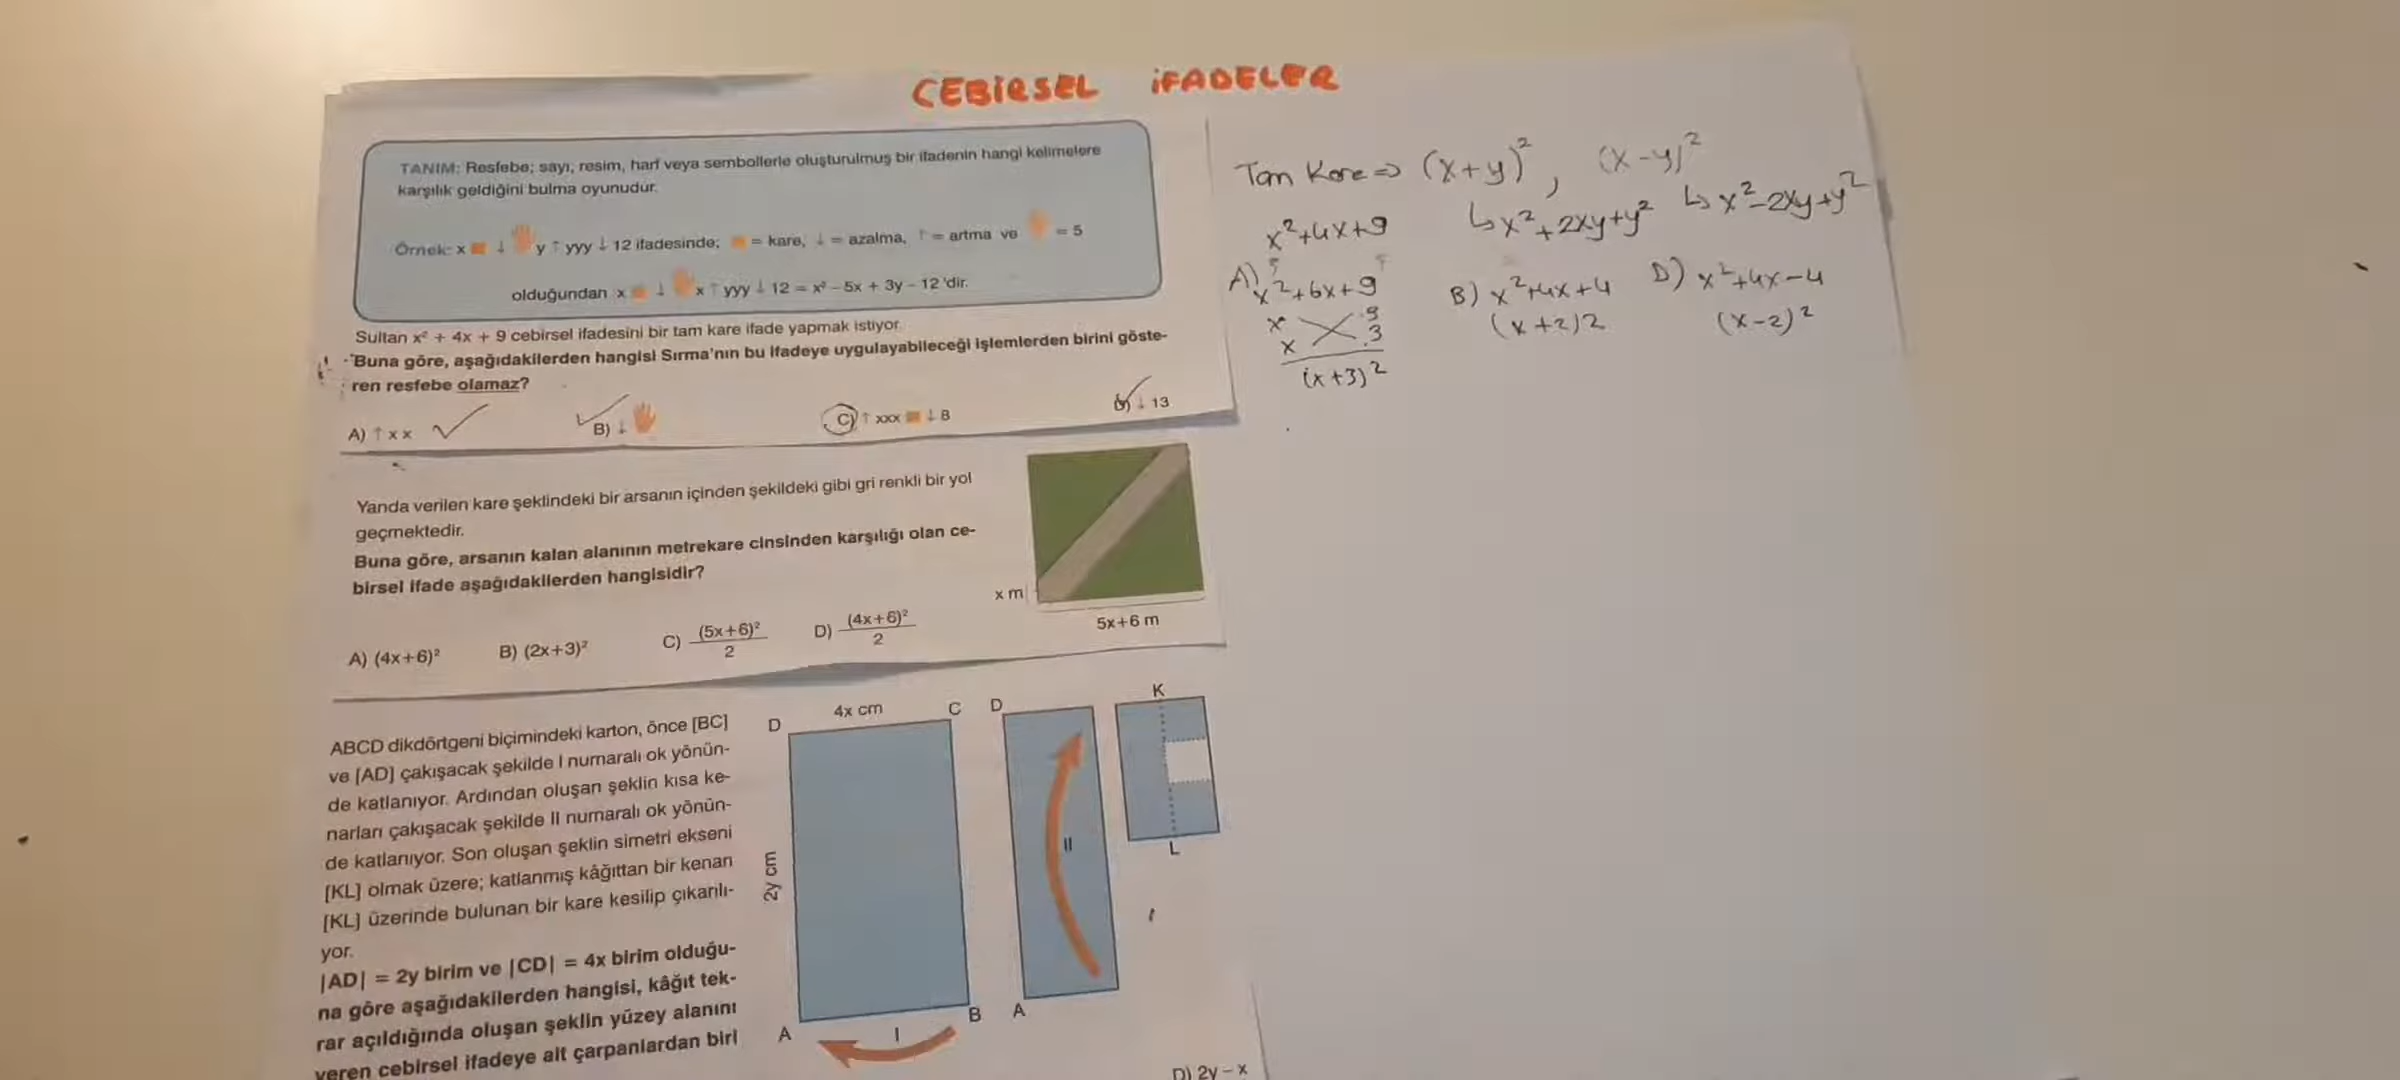 CEBİRSEL İFADELER
TANIM: Resfebe; sayı, resim, harf veya sembollerle oluşturulmuş bir ifadenin hangi kelimelere
karşılık geldiğini bulma oyunudur.
Örnek: x ↓ y ↑ yyy ↓ 12 ifadesinde; = kare, ↓ = azalma, ↑ = artma ve = 5
olduğundan x ↓ x ↑ yyy ↓ 12 = x² – 5x + 3y – 12 'dir.
Sultan x² + 4x + 9 cebirsel ifadesini bir tam kare ifade yapmak istiyor.
Buna göre, aşağıdakilerden hangisi Sırma'nın bu ifadeye uygulayabileceği işlemlerden birini göste-
ren resfebe olamaz?
A) ↑ x x
B) ↓
C) ↑ xxx ↓ 8
D) ↓ 13
Tam Kare => (x+y)², (x-y)²
↳x²+2xy+y² ↳x²-2xy+y²
x²+4x+9
A) x²+6x+9
x 3
x 3
(x+3)²
B) x²+4x+4
(x+2)2
D) x²+4x-4
(x-2)²
Yanda verilen kare şeklindeki bir arsanın içinden şekildeki gibi gri renkli bir yol
geçmektedir.
Buna göre, arsanın kalan alanının metrekare cinsinden karşılığı olan ce-
birsel ifade aşağıdakilerden hangisidir?
x m
5x+6 m
A) (4x+6)²
B) (2x+3)²
C) (5x+6)²/2
D) (4x+6)²/2
ABCD dikdörtgeni biçimindeki karton, önce [BC]
ve [AD] çakışacak şekilde I numaralı ok yönün-
de katlanıyor. Ardından oluşan şeklin kısa ke-
narları çakışacak şekilde II numaralı ok yönün-
de katlanıyor. Son oluşan şeklin simetri ekseni
[KL] olmak üzere; katlanmış kâğıttan bir kenarı
[KL] üzerinde bulunan bir kare kesilip çıkarılı-
yor.
|AD| = 2y birim ve |CD| = 4x birim olduğu-
na göre aşağıdakilerden hangisi, kâğıt tek-
rar açıldığında oluşan şeklin yüzey alanını
veren cebirsel ifadeye ait çarpanlardan biri
D 4x cm C
2y cm
A I B
D
II
A
K
L
D) 2y – x